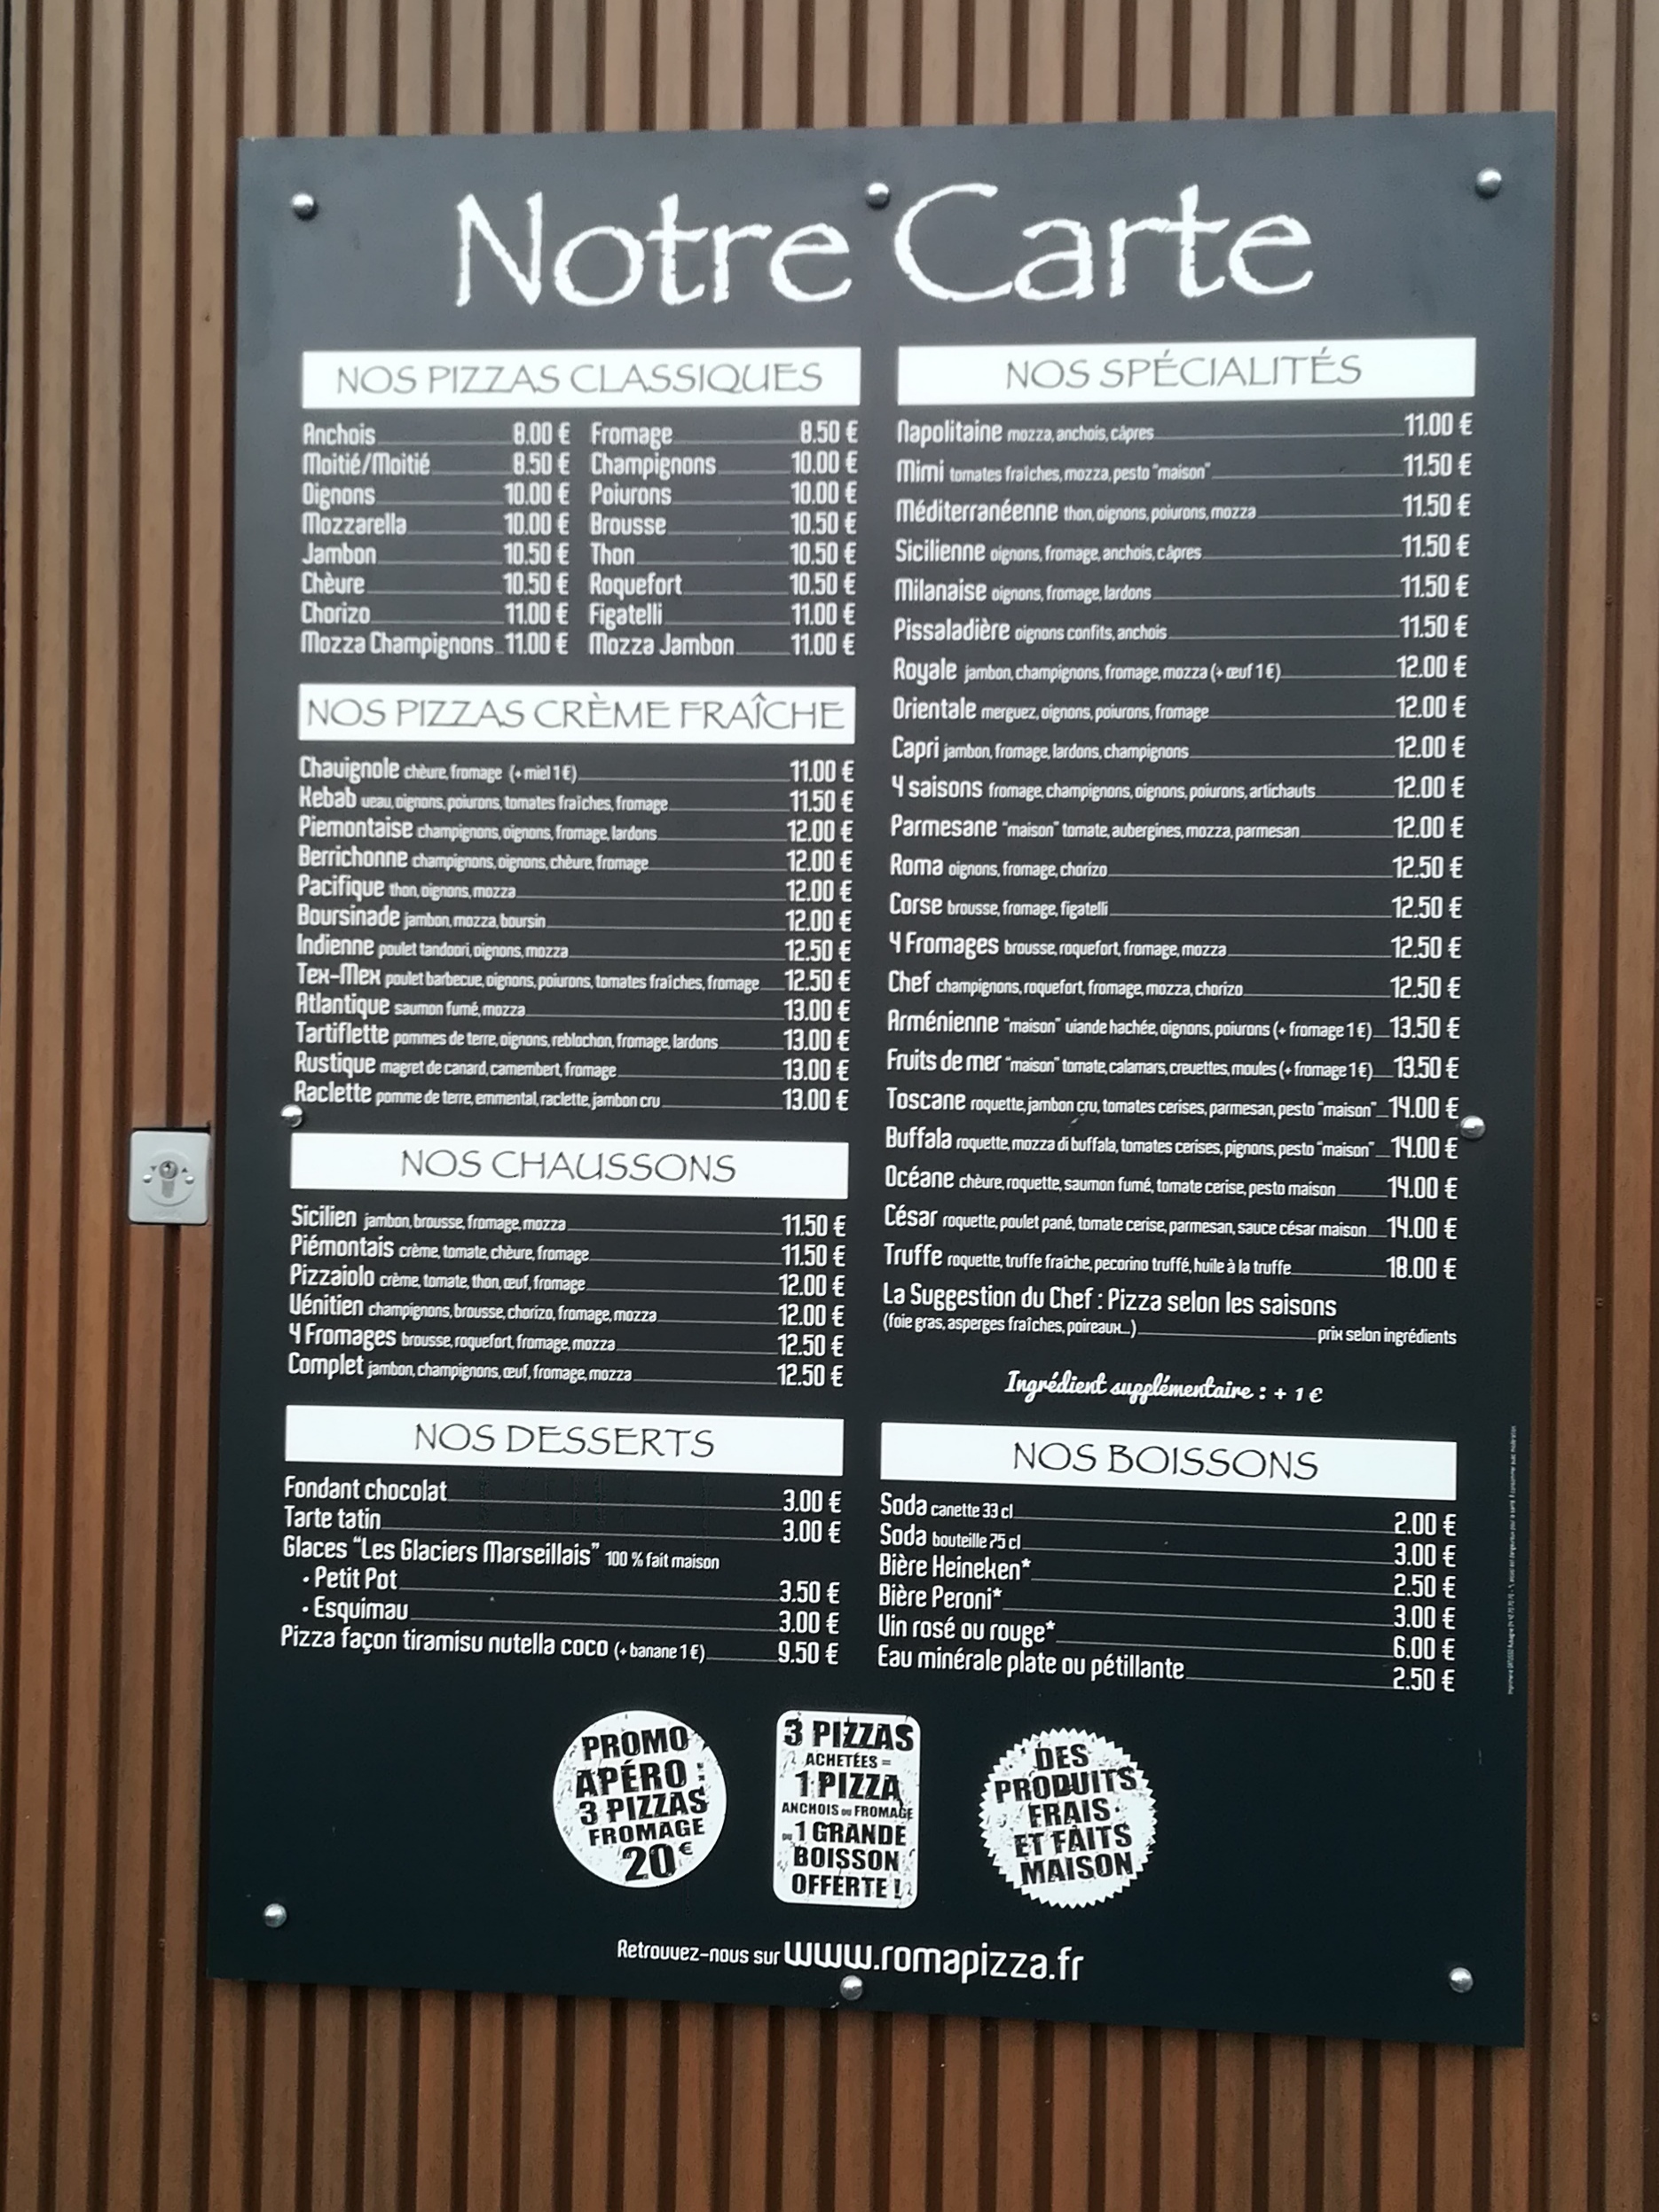 Notre Carte
NOS PIZZAS CLASSIQUES
Anchois 8.00 € Fromage 8.50 €
Moitié/Moitié 8.50 € Champignons 10.00 €
Oignons 10.00 € Poivrons 10.00 €
Mozzarella 10.00 € Brousse 10.50 €
Jambon 10.50 € Thon 10.50 €
Chèvre 10.50 € Roquefort 10.50 €
Chorizo 11.00 € Figatelli 11.00 €
Mozza Champignons 11.00 € Mozza Jambon 11.00 €
NOS PIZZAS CRÈME FRAÎCHE
Chavignole chèvre, fromage (+ miel 1 €) 11.00 €
Kebab veau, oignons, poivrons, tomates fraîches, fromage 11.50 €
Piemontaise champignons, oignons, fromage, lardons 12.00 €
Berrichonne champignons, oignons, chèvre, fromage 12.00 €
Pacifique thon, oignons, mozza 12.00 €
Boursinade jambon, mozza, boursin 12.00 €
Indienne poulet tandoori, oignons, mozza 12.50 €
Tex-Mex poulet barbecue, oignons, poivrons, tomates fraîches, fromage 12.50 €
Atlantique saumon fumé, mozza 13.00 €
Tartiflette pommes de terre, oignons, reblochon, fromage, lardons 13.00 €
Rustique magret de canard, camembert, fromage 13.00 €
Raclette pomme de terre, emmental, raclette, jambon cru 13.00 €
NOS CHAUSSONS
Sicilien jambon, brousse, fromage, mozza 11.50 €
Piémontais crème, tomate, chèvre, fromage 11.50 €
Pizzaiolo crème, tomate, thon, œuf, fromage 12.00 €
Vénitien champignons, brousse, chorizo, fromage, mozza 12.00 €
4 Fromages brousse, roquefort, fromage, mozza 12.50 €
Complet jambon, champignons, œuf, fromage, mozza 12.50 €
NOS DESSERTS
Fondant chocolat 3.00 €
Tarte tatin 3.00 €
Glaces "Les Glaciers Marseillais" 100 % fait maison
• Petit Pot 3.50 €
• Esquimau 3.00 €
Pizza façon tiramisu nutella coco (+ banane 1 €) 9.50 €
NOS SPÉCIALITÉS
Napolitaine mozza, anchois, câpres 11.00 €
Mimi tomates fraîches, mozza, pesto "maison" 11.50 €
Méditerranéenne thon, oignons, poivrons, mozza 11.50 €
Sicilienne oignons, fromage, anchois, câpres 11.50 €
Milanaise oignons, fromage, lardons 11.50 €
Pissaladière oignons confits, anchois 11.50 €
Royale jambon, champignons, fromage, mozza (+ œuf 1 €) 12.00 €
Orientale merguez, oignons, poivrons, fromage 12.00 €
Capri jambon, fromage, lardons, champignons 12.00 €
4 saisons fromage, champignons, oignons, poivrons, artichauts 12.00 €
Parmesane "maison" tomate, aubergines, mozza, parmesan 12.00 €
Roma oignons, fromage, chorizo 12.50 €
Corse brousse, fromage, figatelli 12.50 €
4 Fromages brousse, roquefort, fromage, mozza 12.50 €
Chef champignons, roquefort, fromage, mozza, chorizo 12.50 €
Arménienne "maison" viande hachée, oignons, poivrons (+ fromage 1 €) 13.50 €
Fruits de mer "maison" tomate, calamars, crevettes, moules (+ fromage 1 €) 13.50 €
Toscane roquette, jambon cru, tomates cerises, parmesan, pesto "maison" 14.00 €
Buffala roquette, mozza di buffala, tomates cerises, pignons, pesto "maison" 14.00 €
Océane chèvre, roquette, saumon fumé, tomate cerise, pesto maison 14.00 €
César roquette, poulet pané, tomate cerise, parmesan, sauce césar maison 14.00 €
Truffe roquette, truffe fraîche, pecorino truffé, huile à la truffe 18.00 €
La Suggestion du Chef : Pizza selon les saisons
(foie gras, asperges fraîches, poireaux...) prix selon ingrédients
Ingrédient supplémentaire : + 1 €
NOS BOISSONS
Soda canette 33 cl 2.00 €
Soda bouteille 75 cl 3.00 €
Bière Heineken* 2.50 €
Bière Peroni* 3.00 €
Vin rosé ou rouge* 6.00 €
Eau minérale plate ou pétillante 2.50 €
PROMO
APÉRO :
3 PIZZAS
FROMAGE
20€
3 PIZZAS
ACHETÉES =
1 PIZZA
ANCHOIS ou FROMAGE
ou 1 GRANDE
BOISSON
OFFERTE !
DES
PRODUITS
FRAIS
ET FAITS
MAISON
Retrouvez-nous sur www.romapizza.fr